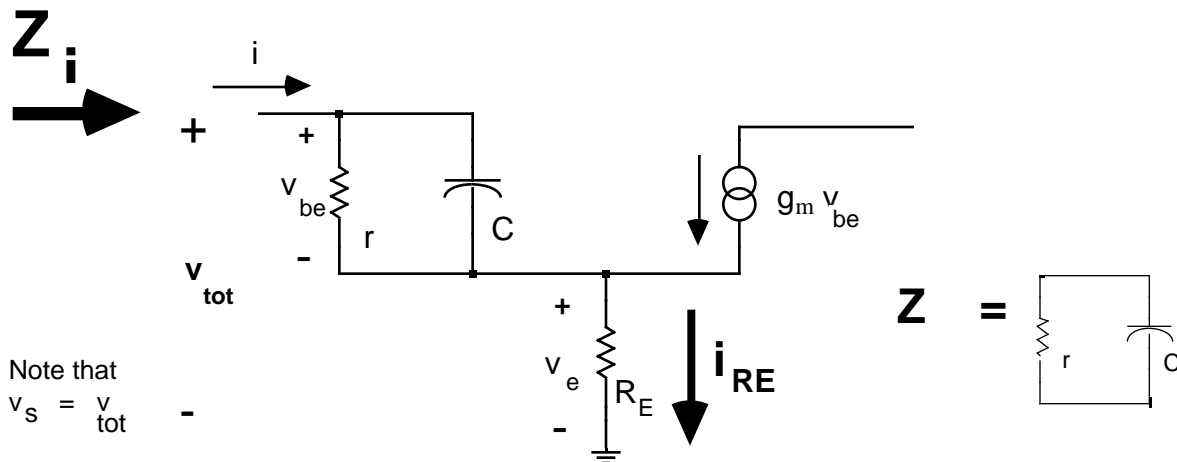 Z i
i
+
+
v be
r
-
C
g m v be
v tot
+
v e
R E
-
i RE
Z =
r
C
Note that
v s = v tot
-